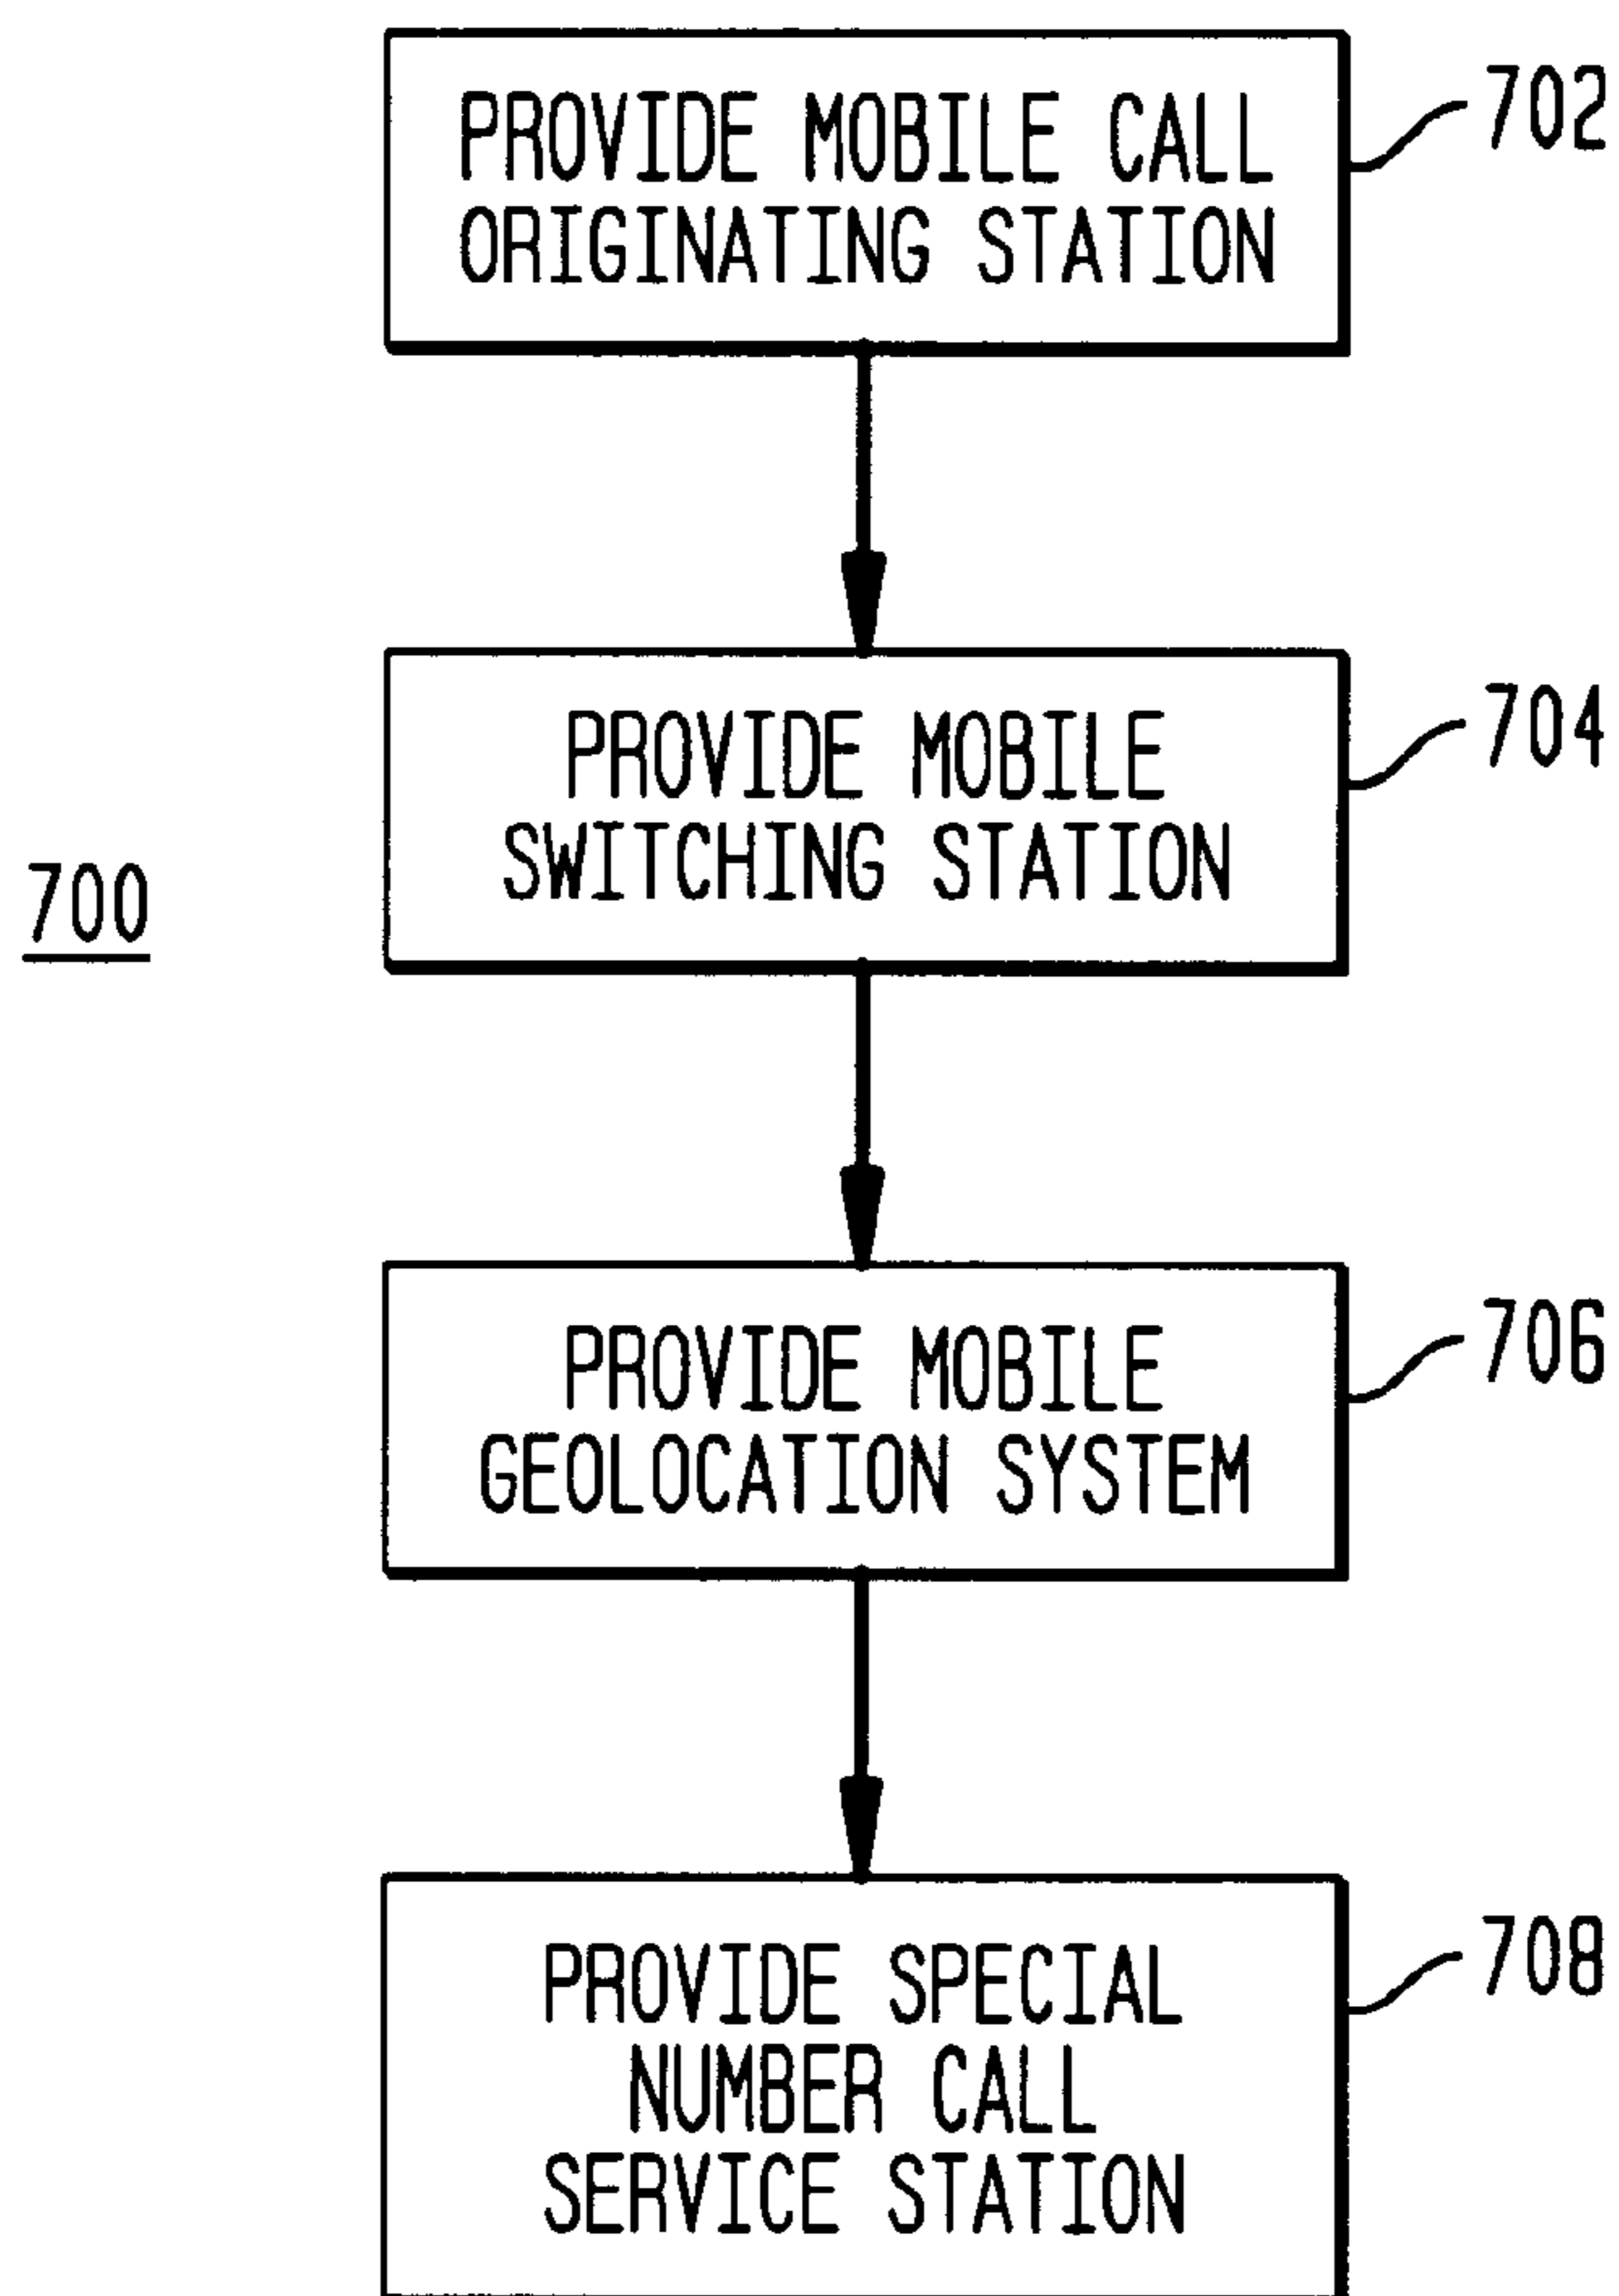 PROVIDE MOBILE CALL
ORIGINATING STATION
702
PROVIDE MOBILE
SWITCHING STATION
704
700
PROVIDE MOBILE
GEOLOCATION SYSTEM
706
PROVIDE SPECIAL
NUMBER CALL
SERVICE STATION
708